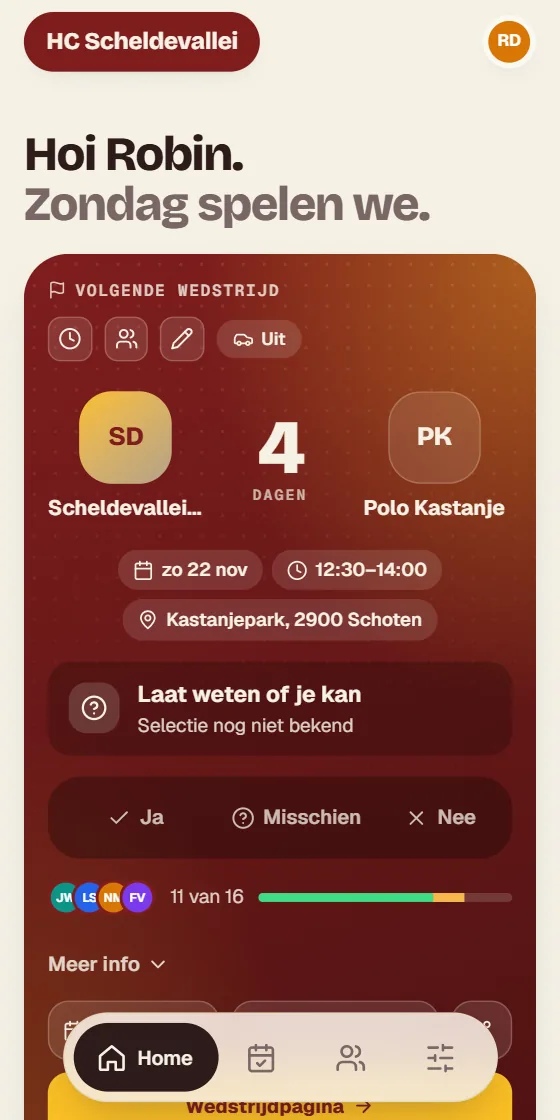 HC Scheldevallei
RD
Hoi Robin.
Zondag spelen we.
VOLGENDE WEDSTRIJD
Uit
SD
4
DAGEN
PK
Scheldevallei...
Polo Kastanje
zo 22 nov
12:30–14:00
Kastanjepark, 2900 Schoten
Laat weten of je kan
Selectie nog niet bekend
Ja
Misschien
Nee
JW
LS
FV
11 van 16
Meer info
Home
Wedstrijdpagina